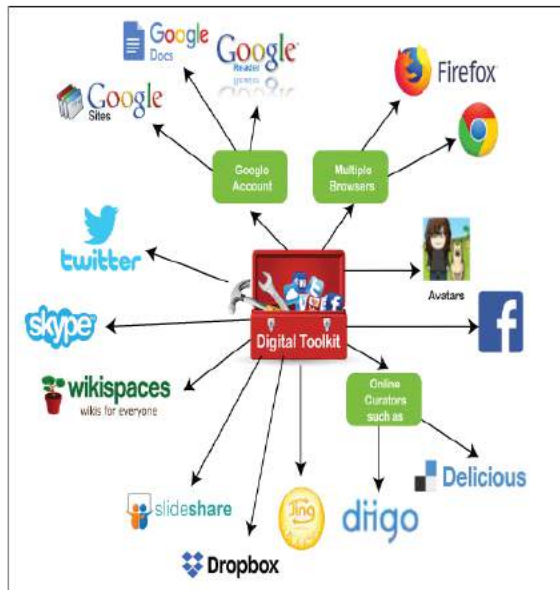 Google
Docs
Google
Reader
Google
Sites
Firefox
Google
Account
Multiple
Browsers
twitter
Avatars
skype
Digital Toolkit
wikispaces
wikis for everyone
Online
Curators
such as
Delicious
slideshare
Jing
diigo
Dropbox